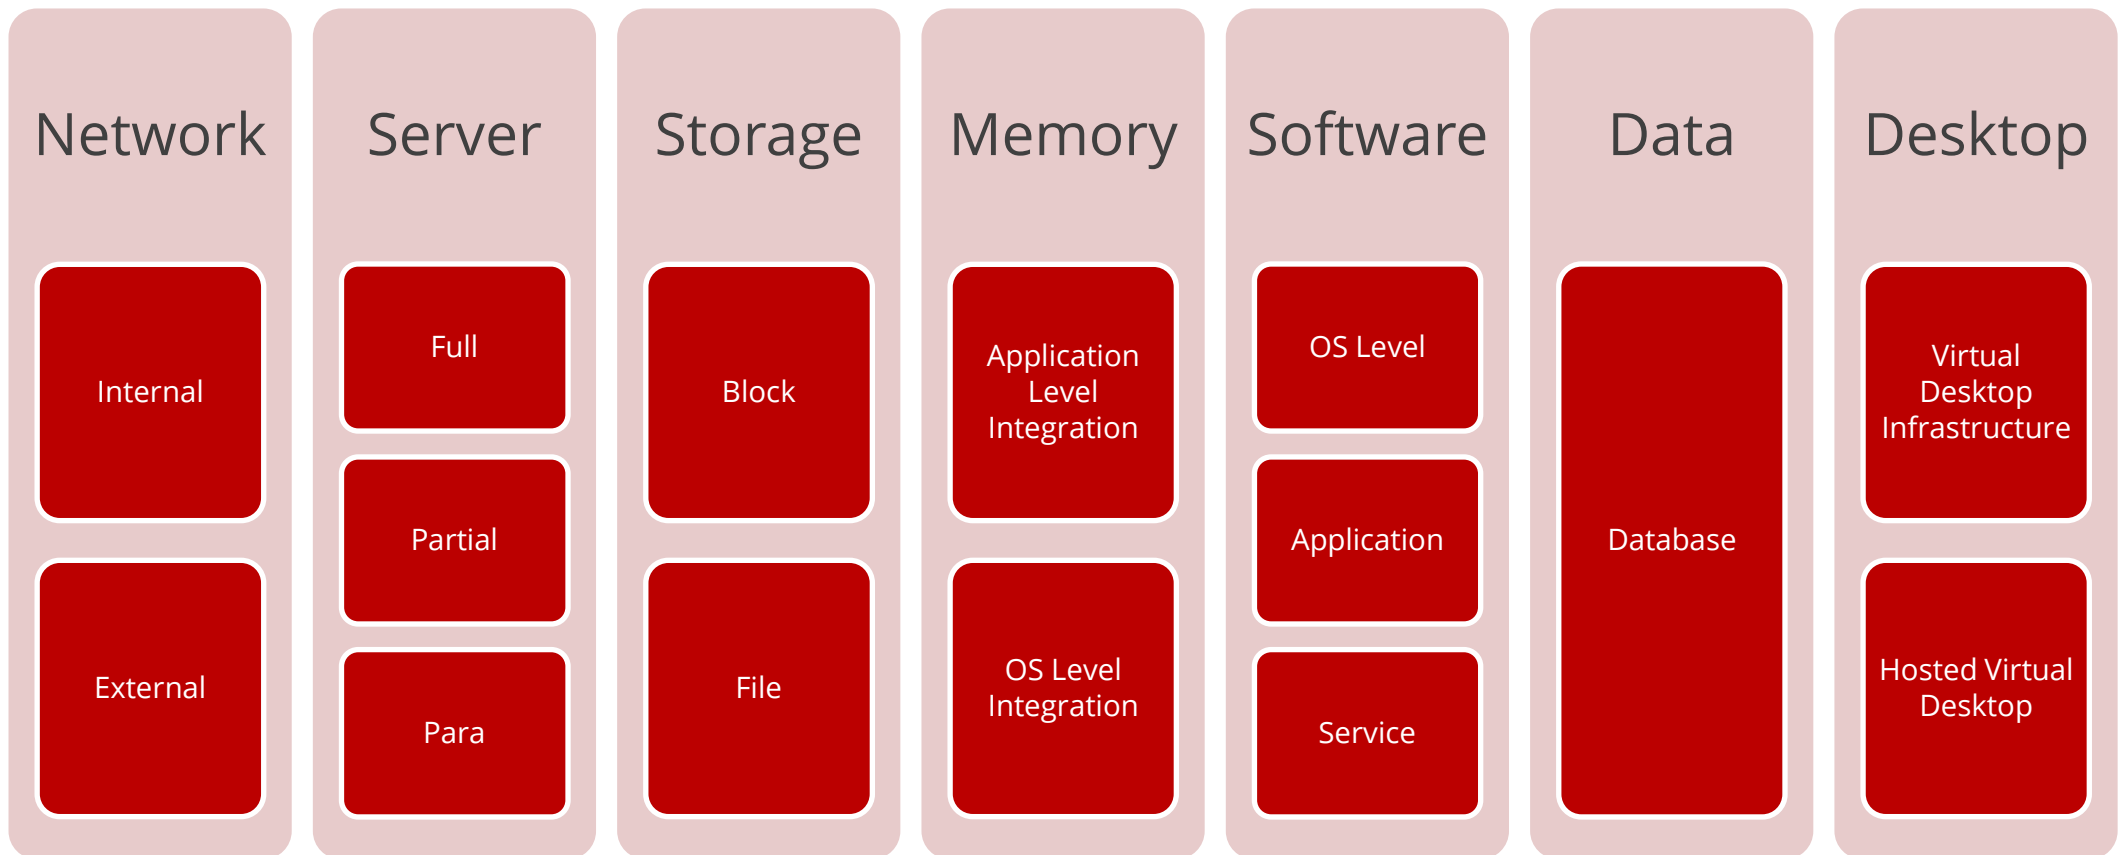 Network
Internal
External
Server
Full
Partial
Para
Storage
Block
File
Memory
Application
Level
Integration
OS Level
Integration
Software
OS Level
Application
Service
Data
Database
Desktop
Virtual
Desktop
Infrastructure
Hosted Virtual
Desktop